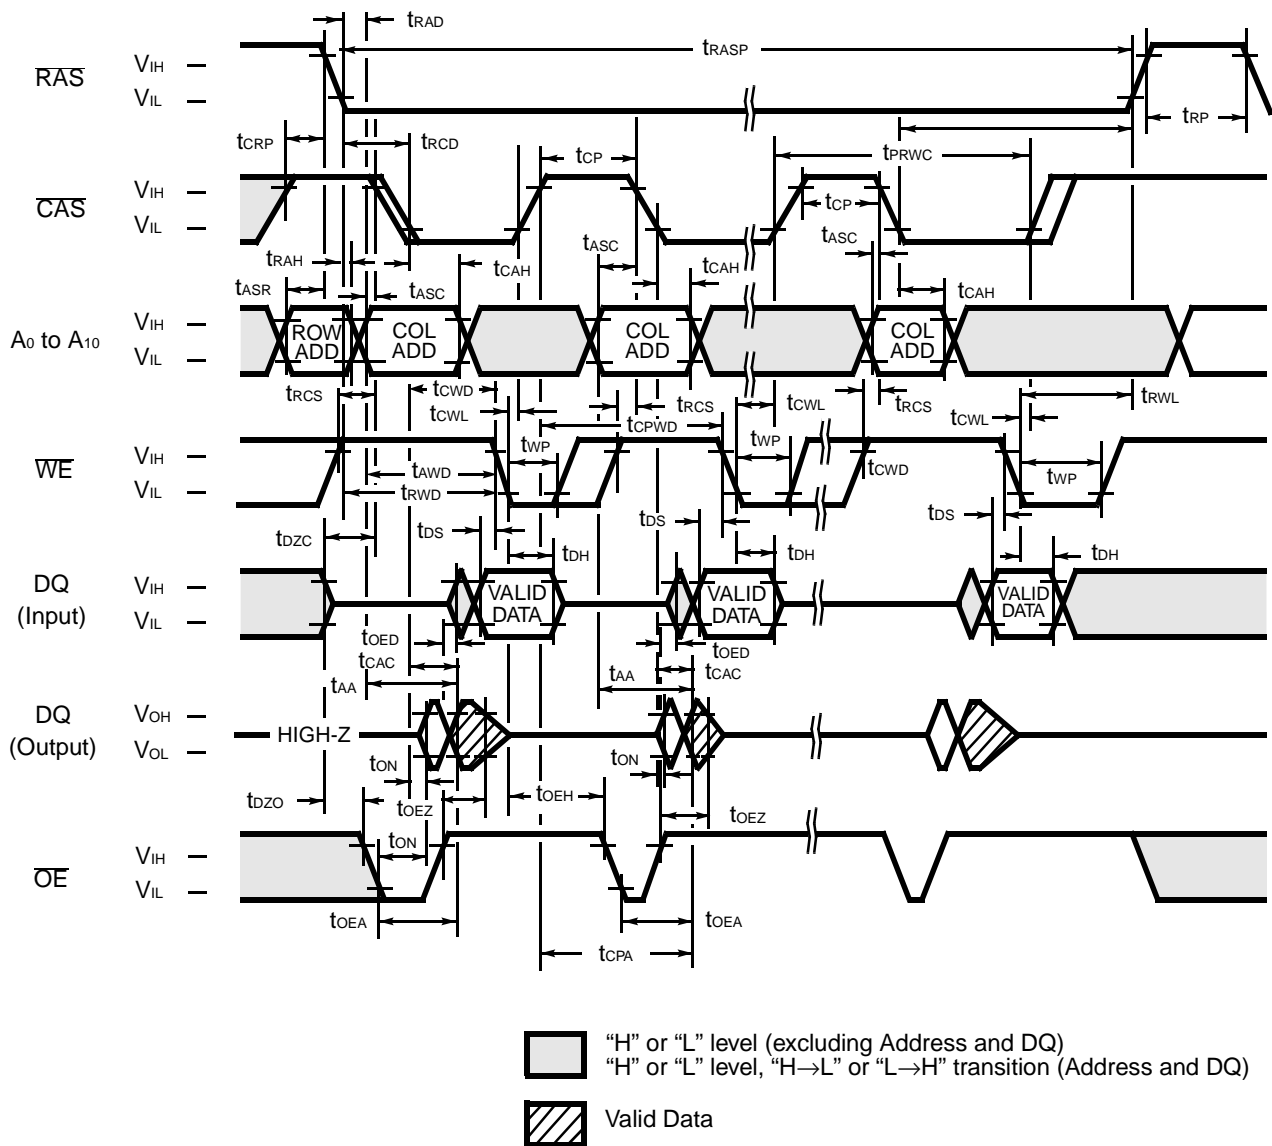 tRAD
tRASP
RAS VIH
VIL
tRP
tCRP tRCD tCP tPRWC
CAS VIH
VIL
tCP
tASC tASC
tRAH tCAH tCAH
tASR tASC tCAH
A0 to A10 VIH
VIL
ROW ADD
COL ADD
COL ADD
COL ADD
tRCS tCWD tRCS tCWL tRCS tRWL
tCWL tCPWD tCWL
WE VIH
VIL
tWP tWP tCWD tWP
tAWD
tRWD
tDS tDS tDS
tDZC tDH tDH tDH
DQ
(Input)
VIH
VIL
VALID DATA
VALID DATA
VALID DATA
tOED tOED
tCAC tCAC
tAA tAA
DQ
(Output)
VOH
VOL
HIGH-Z
tON tON
tDZO tOEZ tOEH tOEZ
tON
OE VIH
VIL
tOEA tOEA
tCPA
“H” or “L” level (excluding Address and DQ)
“H” or “L” level, “H→L” or “L→H” transition (Address and DQ)
Valid Data